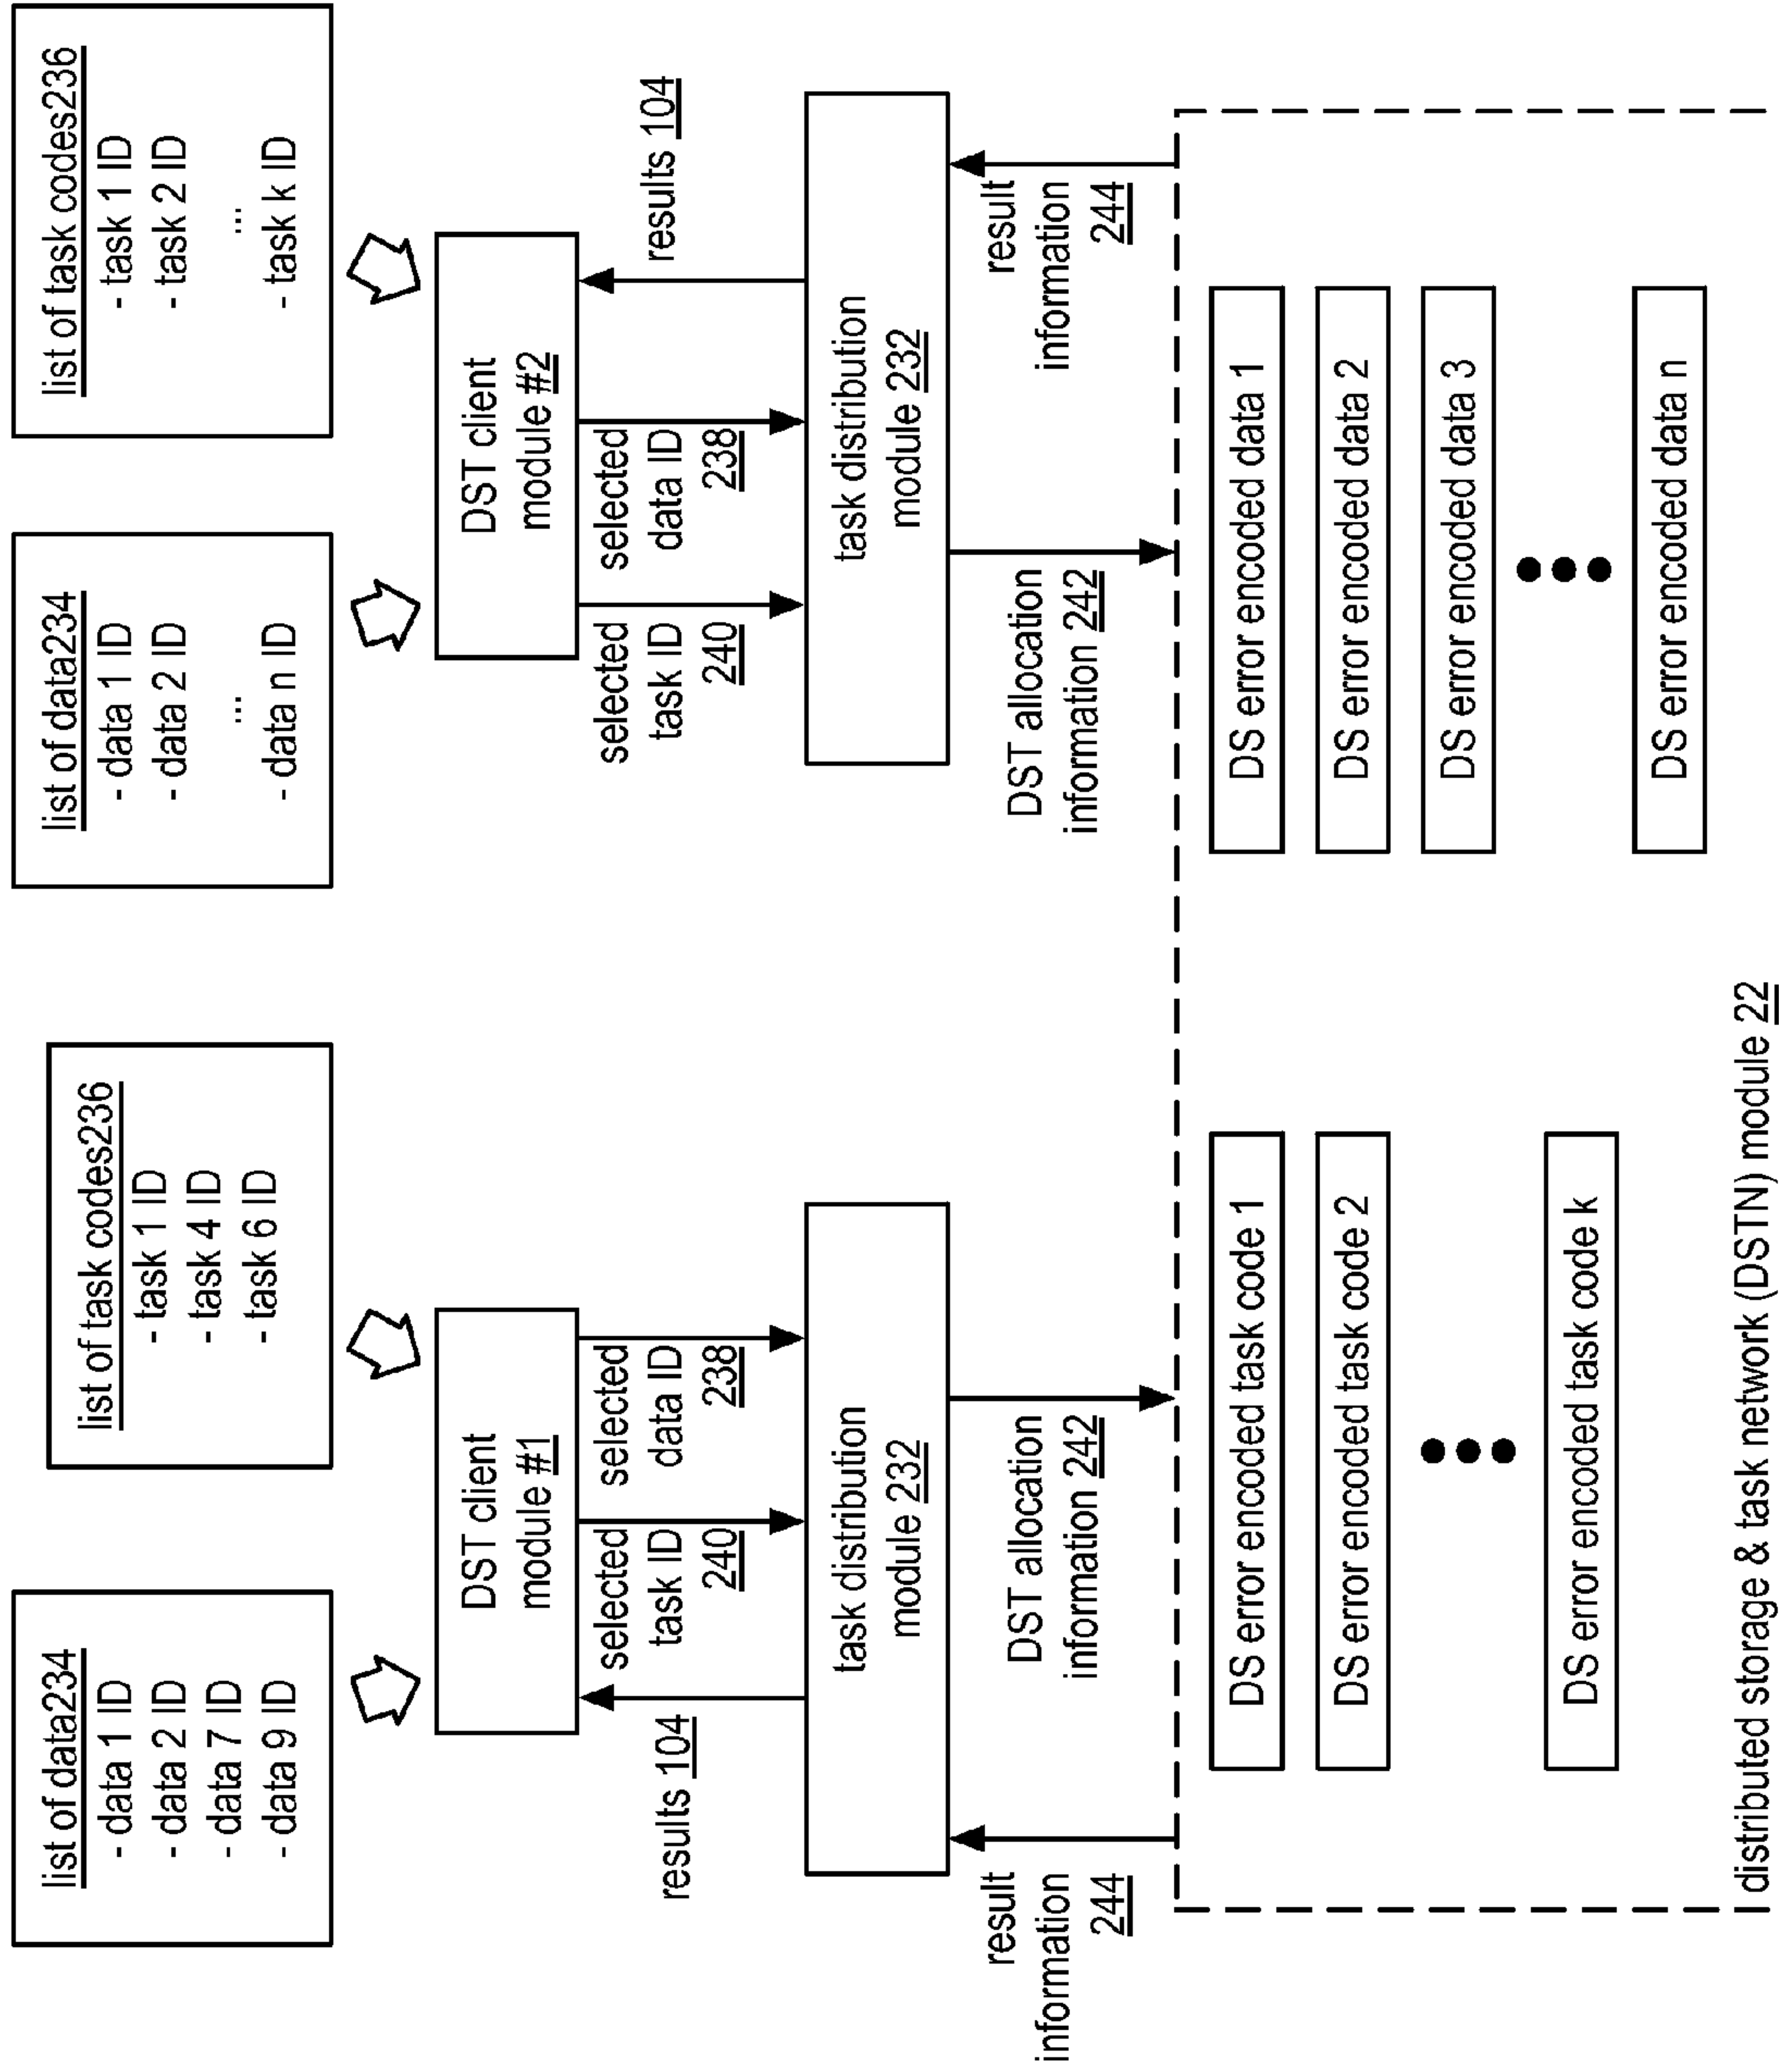 list of data234
- data 1 ID
- data 2 ID
- data 7 ID
- data 9 ID
list of task codes236
- task 1 ID
- task 4 ID
- task 6 ID
list of data234
- data 1 ID
- data 2 ID
...
- data n ID
list of task codes236
- task 1 ID
- task 2 ID
...
- task k ID
DST client
module #1
DST client
module #2
results 104
selected
task ID
240
selected
data ID
238
selected
task ID
240
selected
data ID
238
results 104
task distribution
module 232
task distribution
module 232
result
information
244
DST allocation
information 242
DST allocation
information 242
result
information
244
DS error encoded task code 1
DS error encoded task code 2
DS error encoded task code k
DS error encoded data 1
DS error encoded data 2
DS error encoded data 3
DS error encoded data n
distributed storage & task network (DSTN) module 22